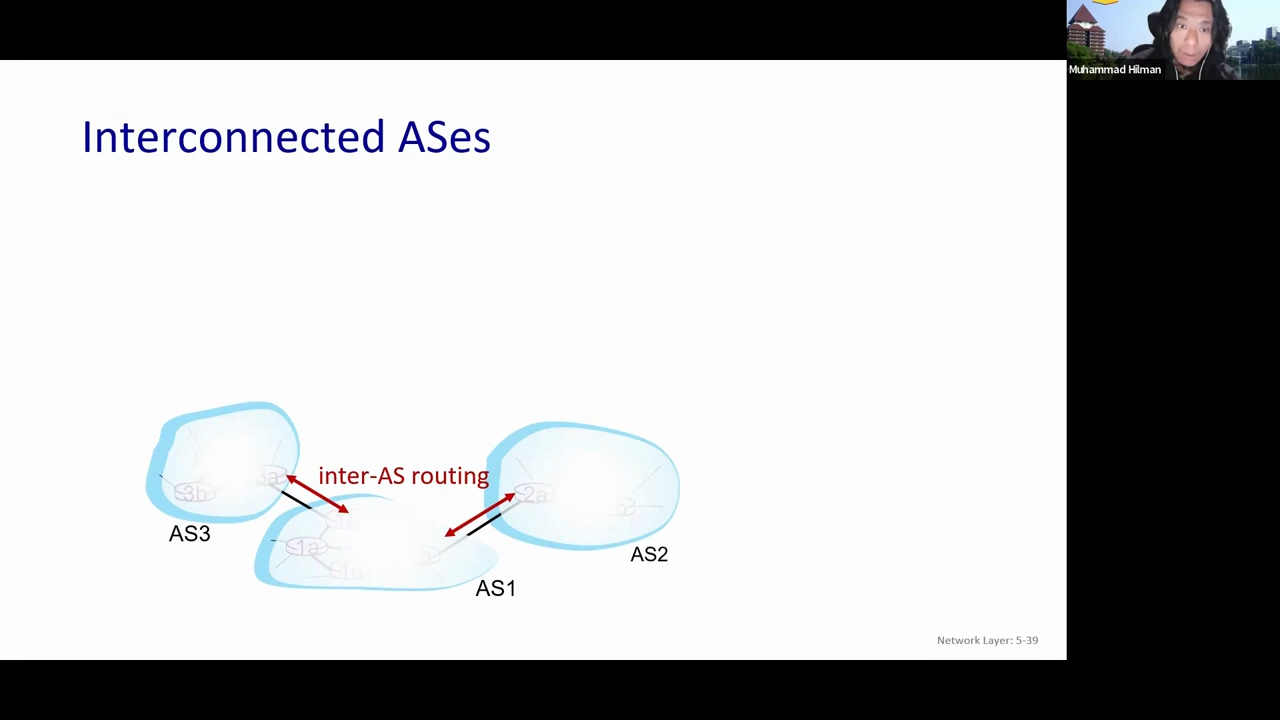 Muhammad Hilman
Interconnected ASes
inter-AS routing
3a
3b
2a
AS3
1a
AS2
AS1
Network Layer: 5-39